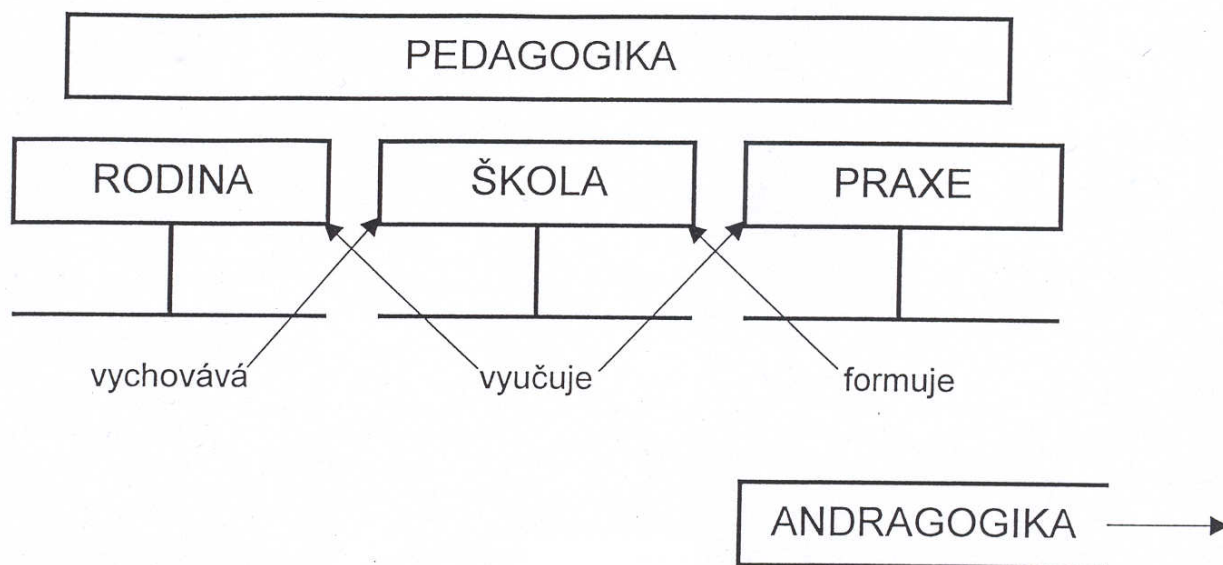 PEDAGOGIKA
RODINA
ŠKOLA
PRAXE
vychovává
vyučuje
formuje
ANDRAGOGIKA